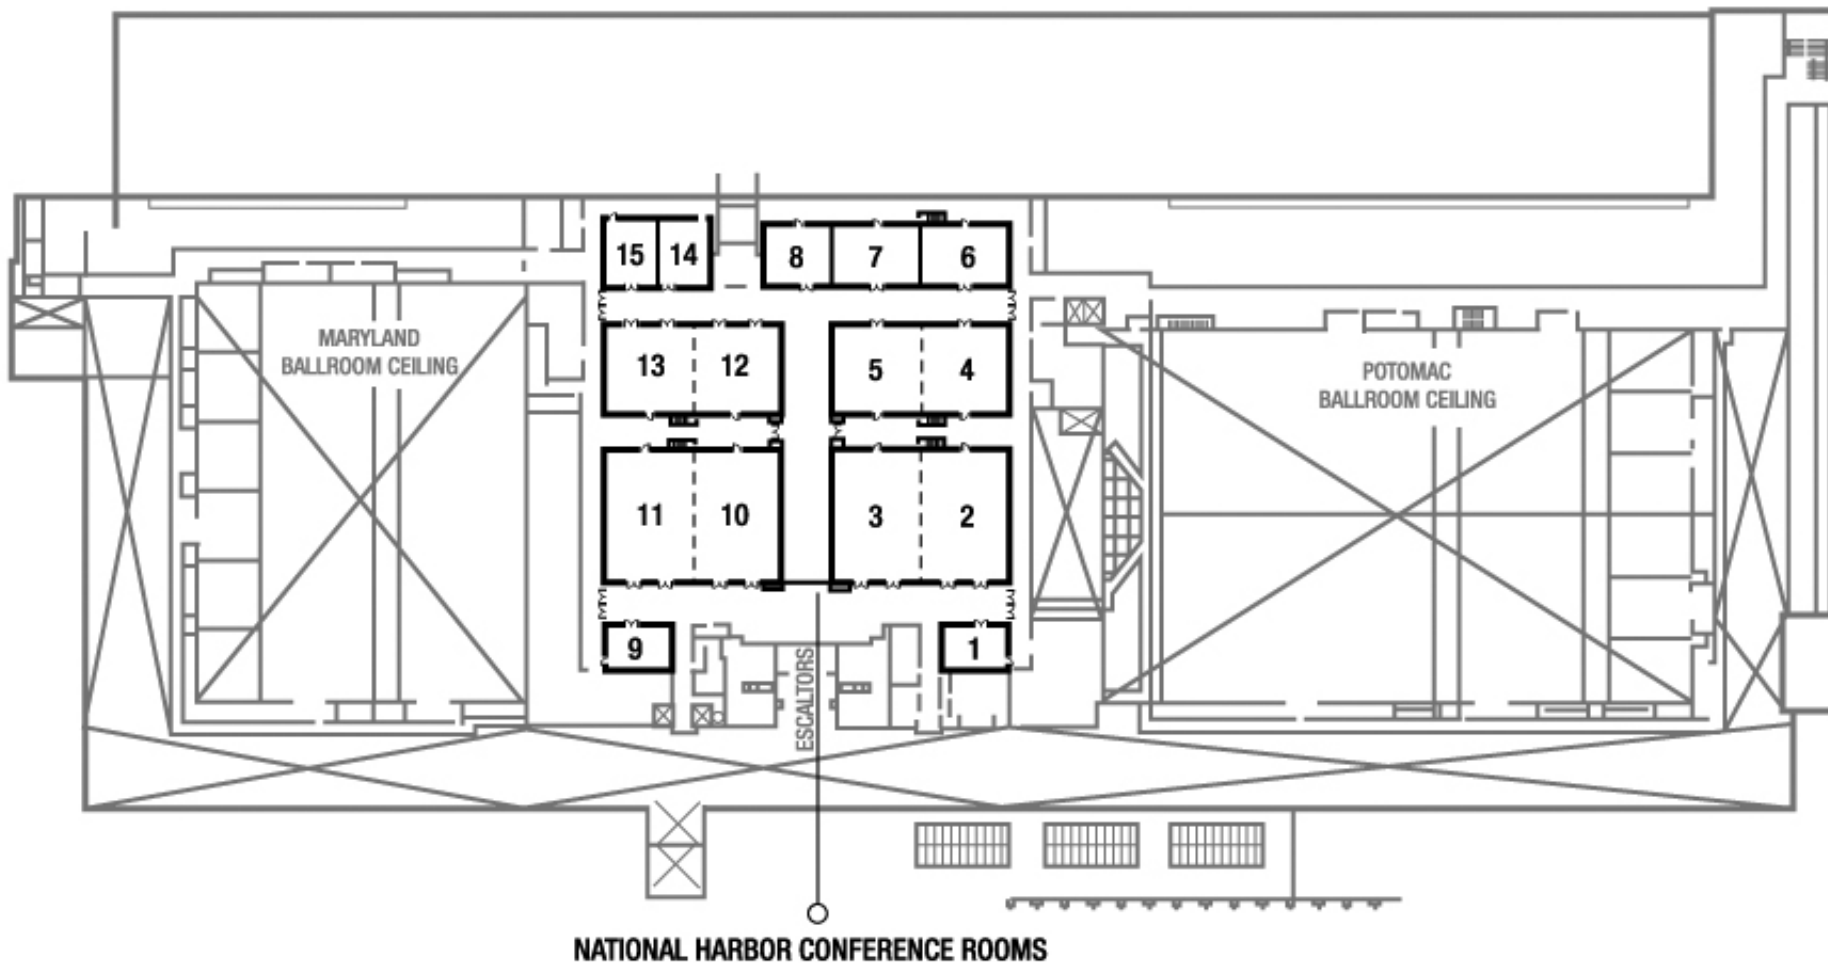 15 14 8 7 6
MARYLAND
BALLROOM CEILING
13 12 5 4
POTOMAC
BALLROOM CEILING
11 10 3 2
9 1
ESCALTORS
NATIONAL HARBOR CONFERENCE ROOMS